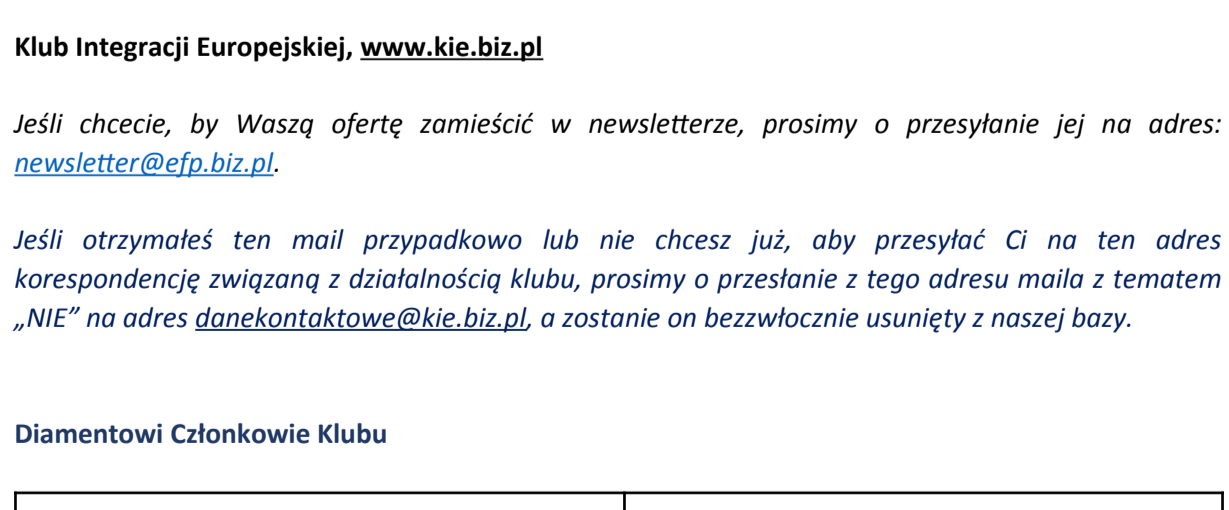 Klub Integracji Europejskiej, www.kie.biz.pl
Jeśli chcecie, by Waszą ofertę zamieścić w newsletterze, prosimy o przesyłanie jej na adres:
newsletter@efp.biz.pl.
Jeśli otrzymałeś ten mail przypadkowo lub nie chcesz już, aby przesyłać Ci na ten adres
korespondencję związaną z działalnością klubu, prosimy o przesłanie z tego adresu maila z tematem
„NIE” na adres danekontaktowe@kie.biz.pl, a zostanie on bezzwłocznie usunięty z naszej bazy.
Diamentowi Członkowie Klubu